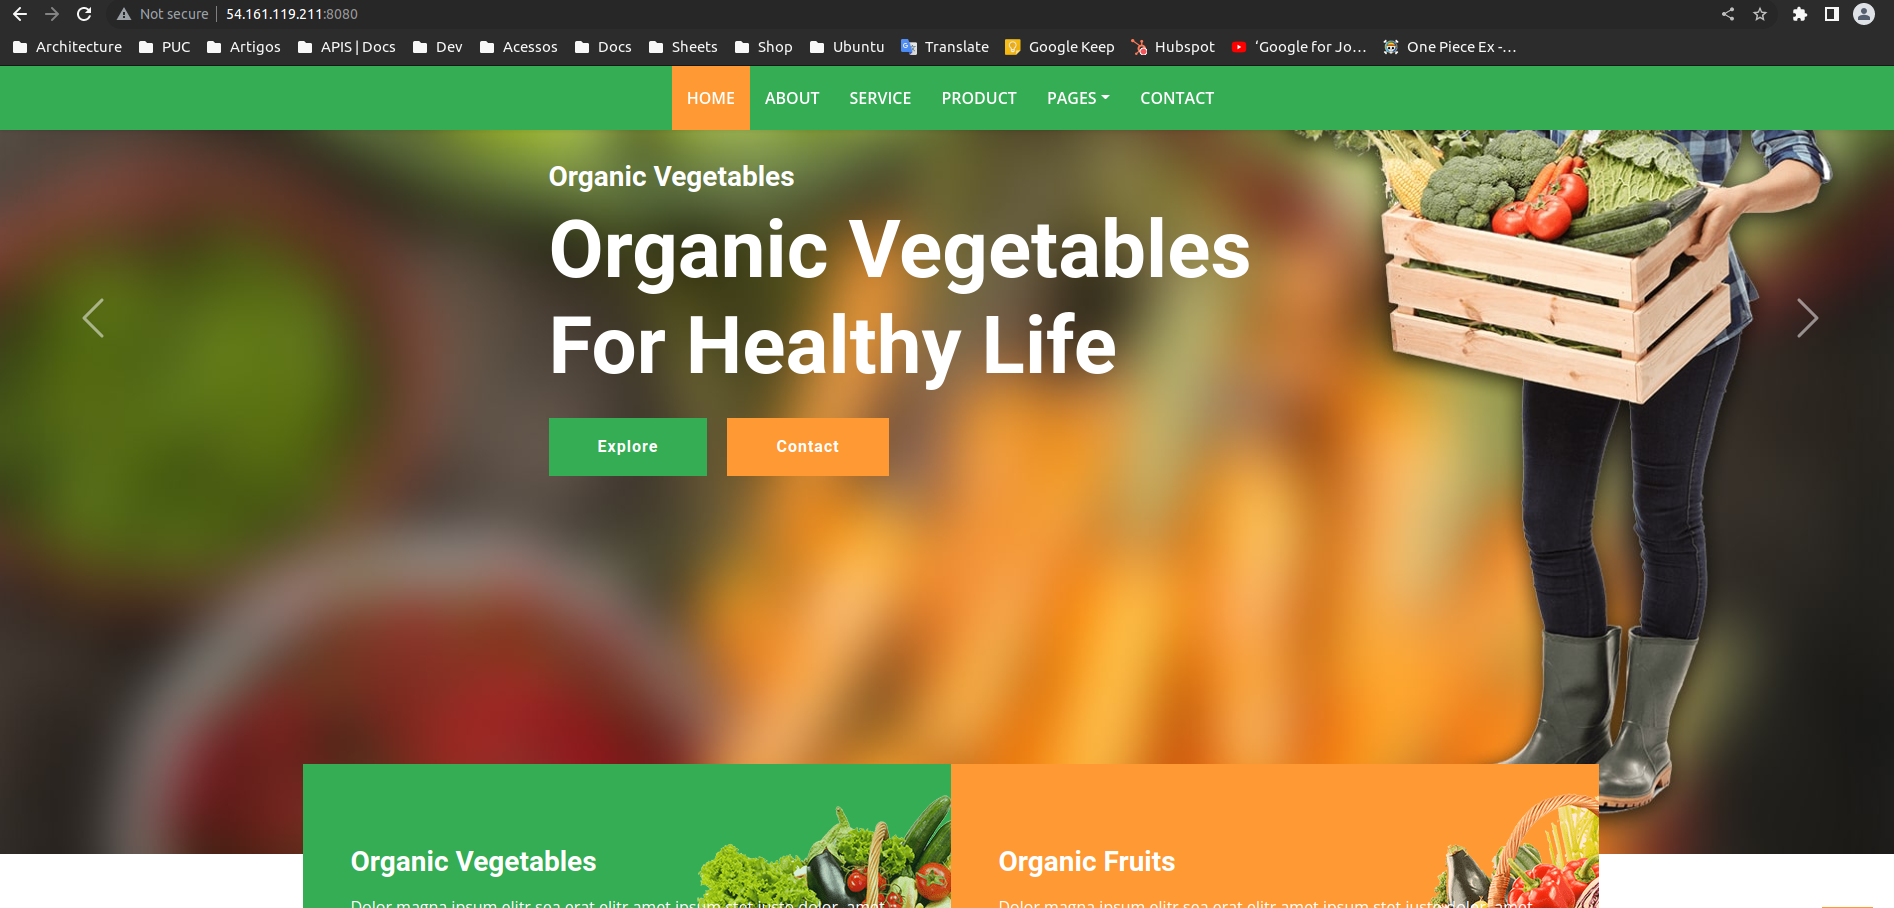 Not secure 54.161.119.211:8080
Architecture PUC Artigos APIS | Docs Dev Acessos Docs Sheets Shop Ubuntu Translate Google Keep Hubspot ‘Google for Jo… One Piece Ex -…
HOME ABOUT SERVICE PRODUCT PAGES CONTACT
Organic Vegetables
Organic Vegetables
For Healthy Life
Explore Contact
Organic Vegetables
Dolor magna ipsum elitr sea erat elitr amet ipsum stet justo dolor, amet
Organic Fruits
Dolor magna ipsum elitr sea erat elitr amet ipsum stet justo dolor, amet